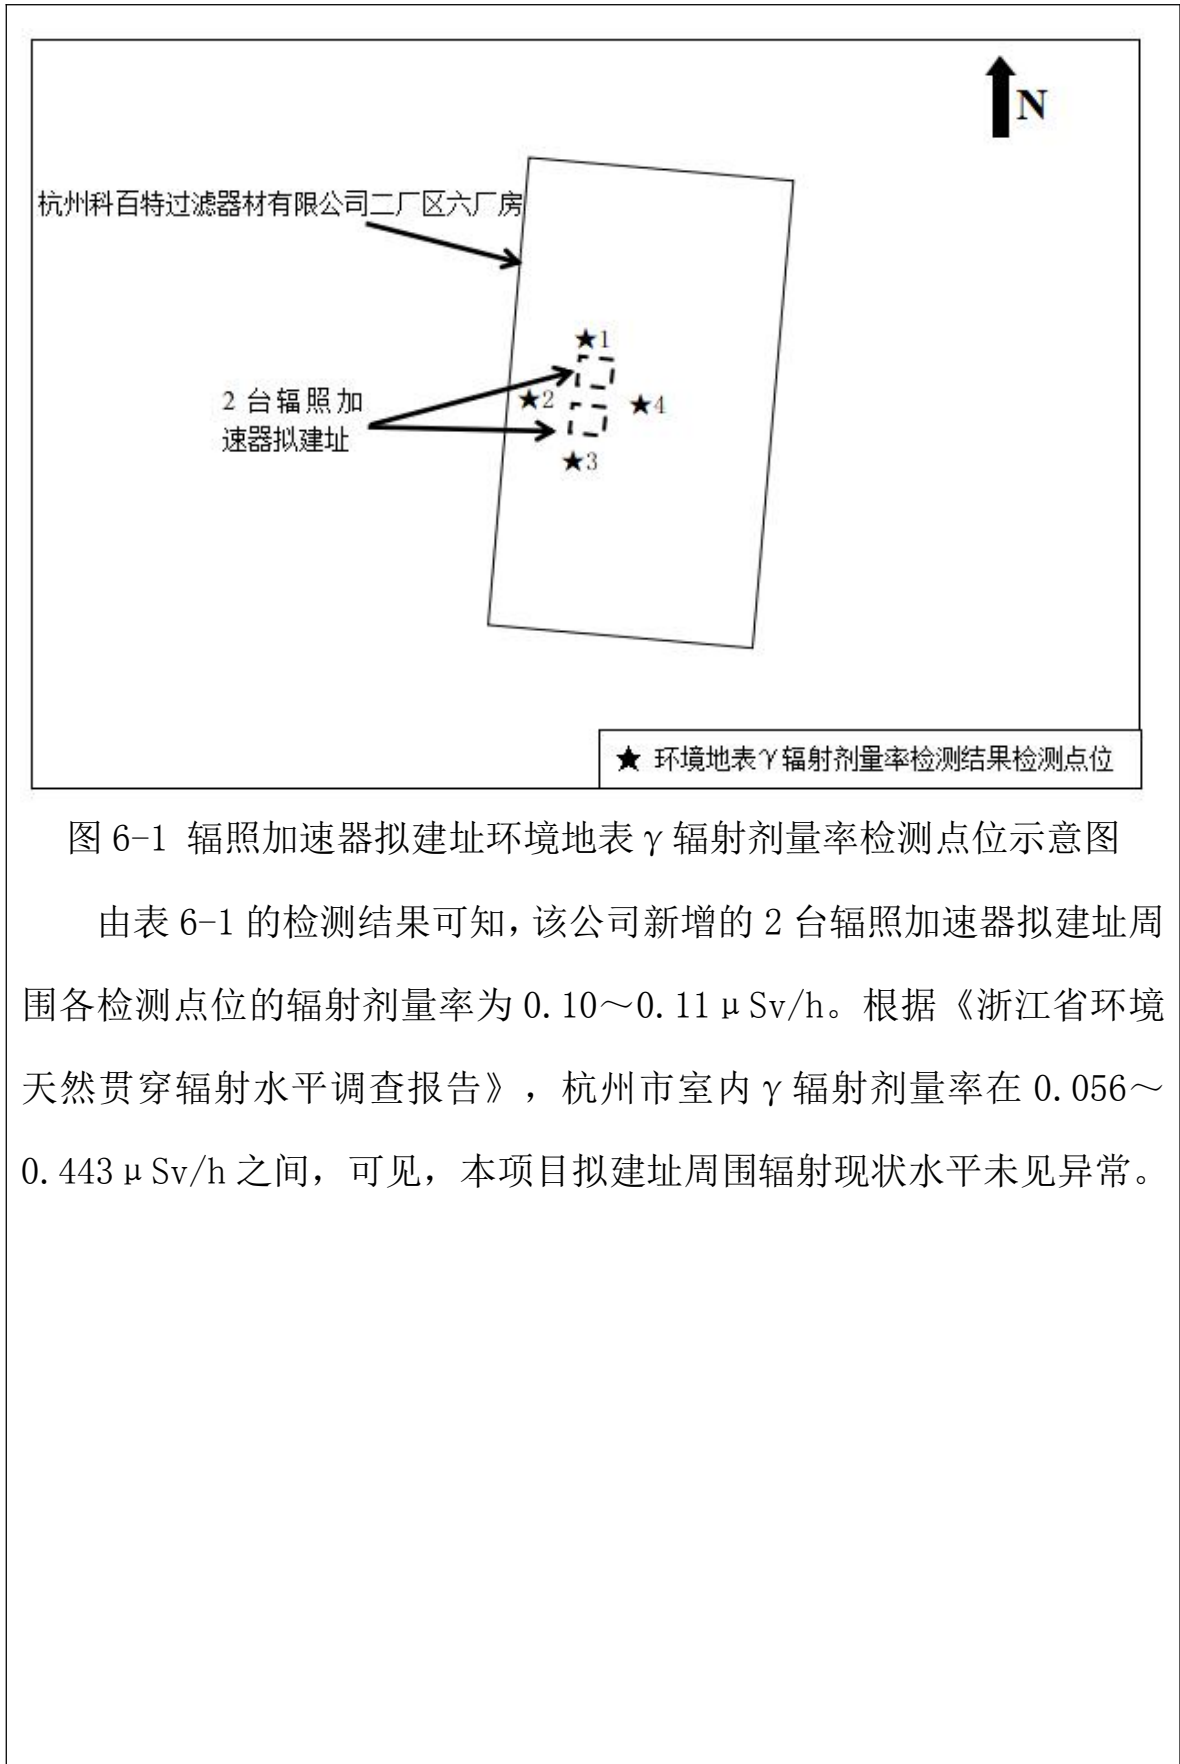 N
杭州科百特过滤器材有限公司二厂区六厂房
★1
2 台辐照加
速器拟建址
★2
★4
★3
★ 环境地表γ辐射剂量率检测结果检测点位
图 6-1 辐照加速器拟建址环境地表γ辐射剂量率检测点位示意图
由表 6-1 的检测结果可知，该公司新增的 2 台辐照加速器拟建址周
围各检测点位的辐射剂量率为 0.10～0.11μSv/h。根据《浙江省环境
天然贯穿辐射水平调查报告》，杭州市室内γ辐射剂量率在 0.056～
0.443μSv/h 之间，可见，本项目拟建址周围辐射现状水平未见异常。